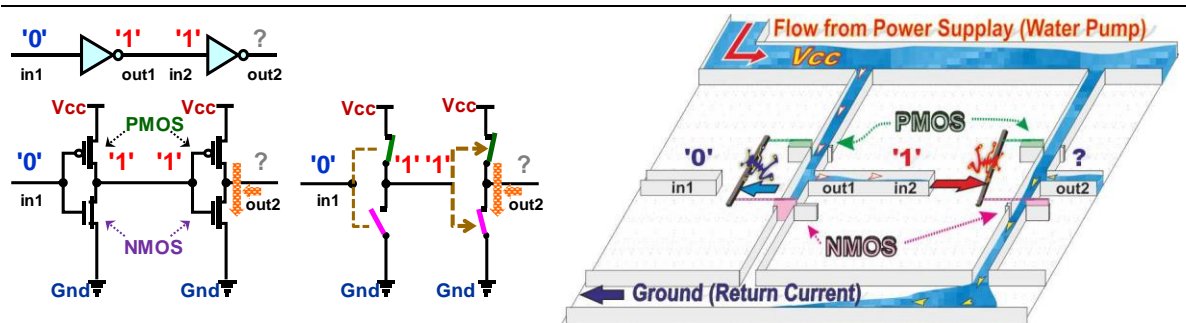 '0' '1' '1' ?
in1 out1 in2 out2
Vcc Vcc
PMOS
'0' '1' '1' ?
in1 out2
NMOS
Gnd Gnd
Vcc Vcc
'0' '1' '1' ?
in1 out2
Gnd Gnd
Flow from Power Supplay (Water Pump)
Vcc
PMOS
'0' '1' ?
in1 out1 in2 out2
NMOS
Ground (Return Current)